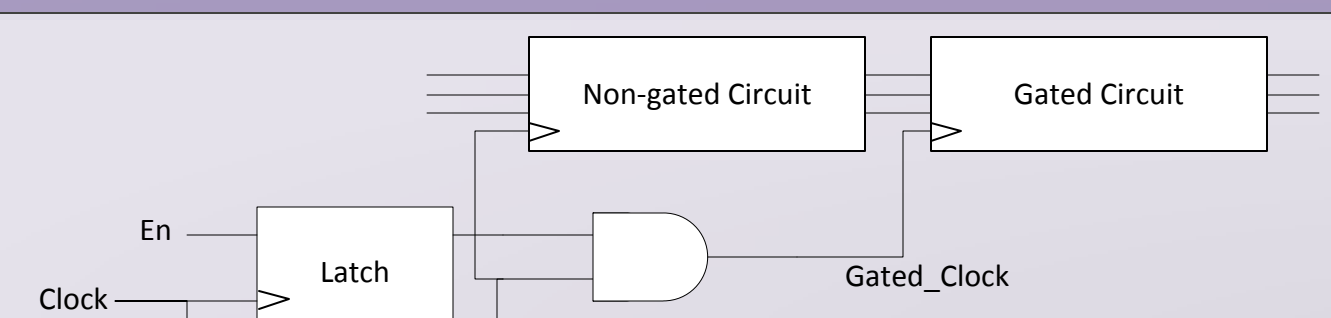 Non-gated Circuit
Gated Circuit
En
Latch
Gated_Clock
Clock